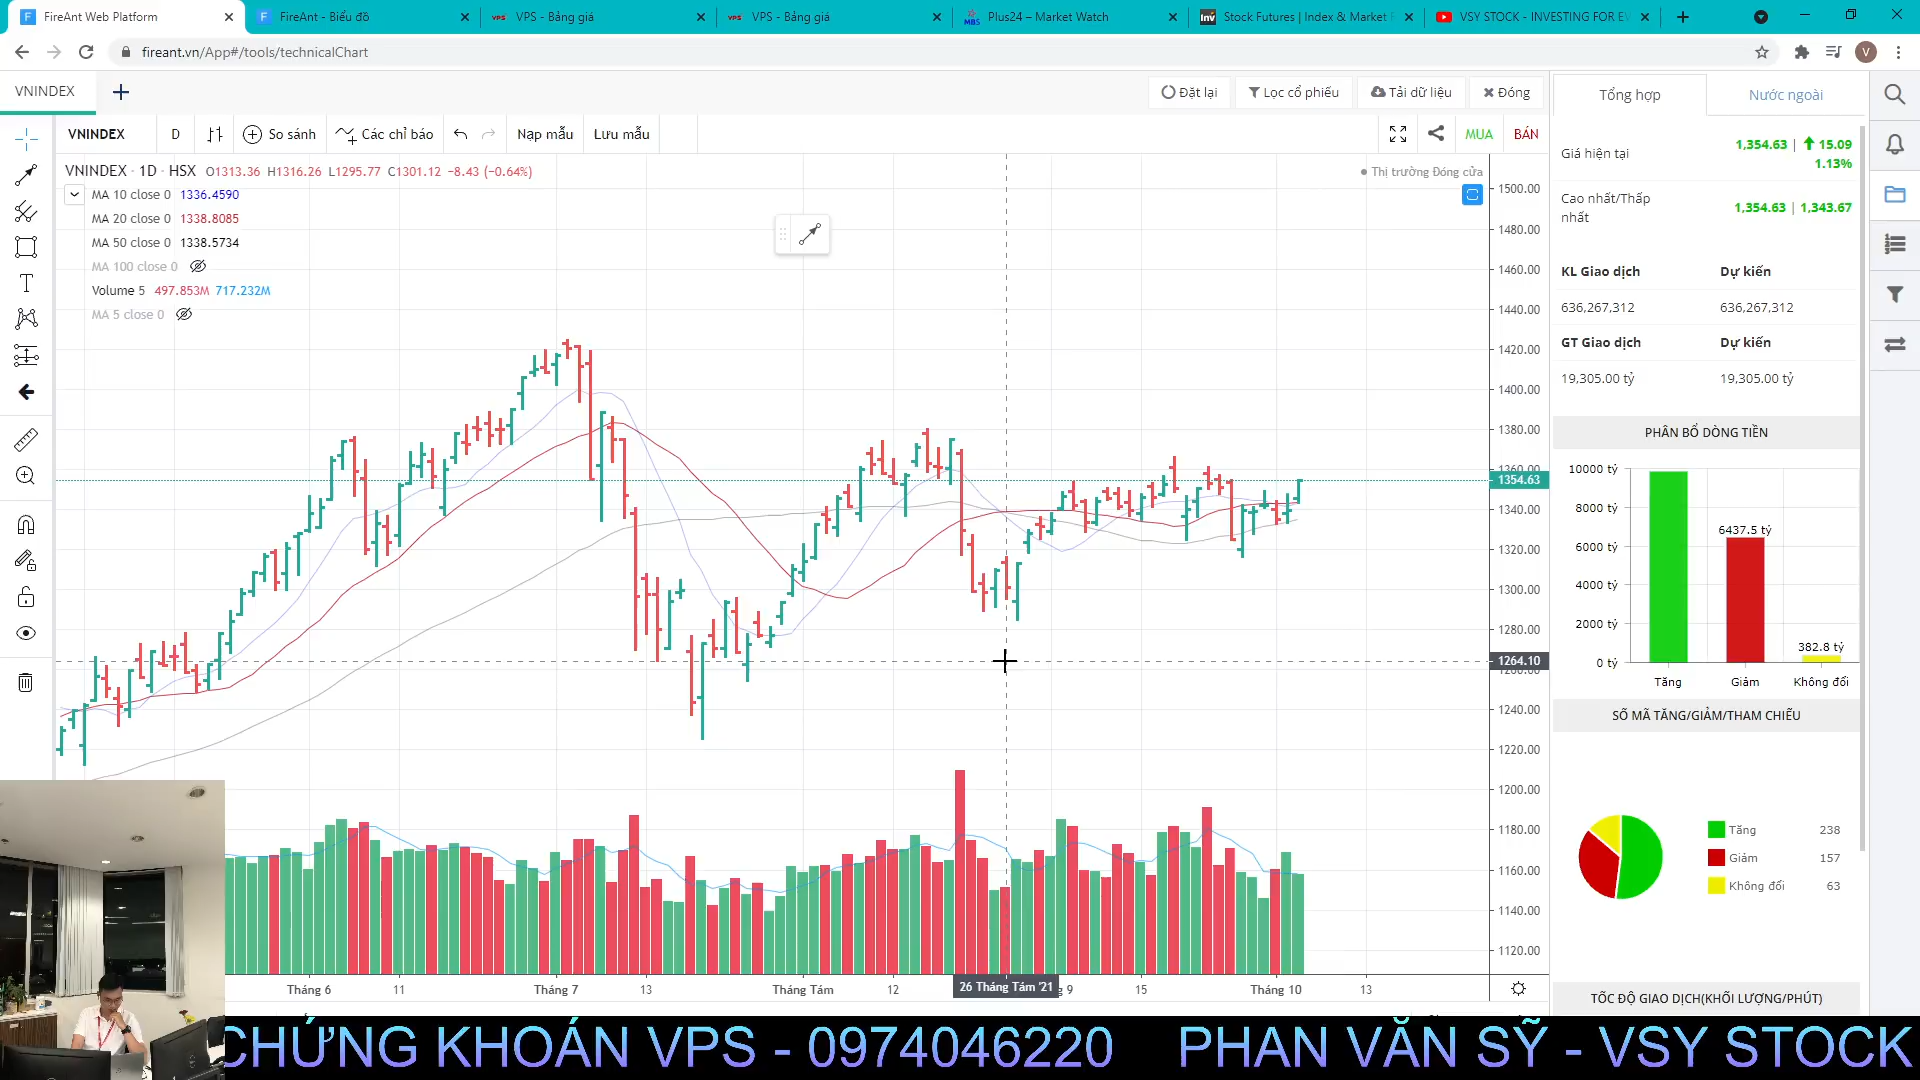 FireAnt Web Platform
FireAnt - Biểu đồ
VPS - Bảng giá
VPS - Bảng giá
Plus24 – Market Watch
Stock Futures | Index & Market F
VSY STOCK - INVESTING FOR EV
fireant.vn/App#/tools/technicalChart
VNINDEX
Đặt lại
Lọc cổ phiếu
Tải dữ liệu
Đóng
VNINDEX
D
So sánh
Các chỉ báo
Nạp mẫu
Lưu mẫu
MUA
BÁN
VNINDEX · 1D · HSX O1313.36 H1316.26 L1295.77 C1301.12 −8.43 (−0.64%)
Thị trường Đóng cửa
MA 10 close 0 1336.4590
MA 20 close 0 1338.8085
MA 50 close 0 1338.5734
MA 100 close 0
Volume 5 497.853M 717.232M
MA 5 close 0
1500.00
1480.00
1460.00
1440.00
1420.00
1400.00
1380.00
1360.00
1354.63
1340.00
1320.00
1300.00
1280.00
1264.10
1260.00
1240.00
1220.00
1200.00
1180.00
1160.00
1140.00
1120.00
Tháng 6
11
Tháng 7
13
Tháng Tám
12
26 Tháng Tám '21
9
15
Tháng 10
13
Tổng hợp
Nước ngoài
Giá hiện tại
1,354.63 | 15.09
1.13%
Cao nhất/Thấp nhất
1,354.63 | 1,343.67
KL Giao dịch Dự kiến
636,267,312 636,267,312
GT Giao dịch Dự kiến
19,305.00 tỷ 19,305.00 tỷ
PHÂN BỔ DÒNG TIỀN
10000 tỷ
8000 tỷ
6000 tỷ
4000 tỷ
2000 tỷ
0 tỷ
6437.5 tỷ
382.8 tỷ
Tăng
Giảm
Không đổi
SỐ MÃ TĂNG/GIẢM/THAM CHIẾU
Tăng 238
Giảm 157
Không đổi 63
TỐC ĐỘ GIAO DỊCH(KHỐI LƯỢNG/PHÚT)
CHỨNG KHOÁN VPS - 0974046220 PHAN VĂN SỸ - VSY STOCK